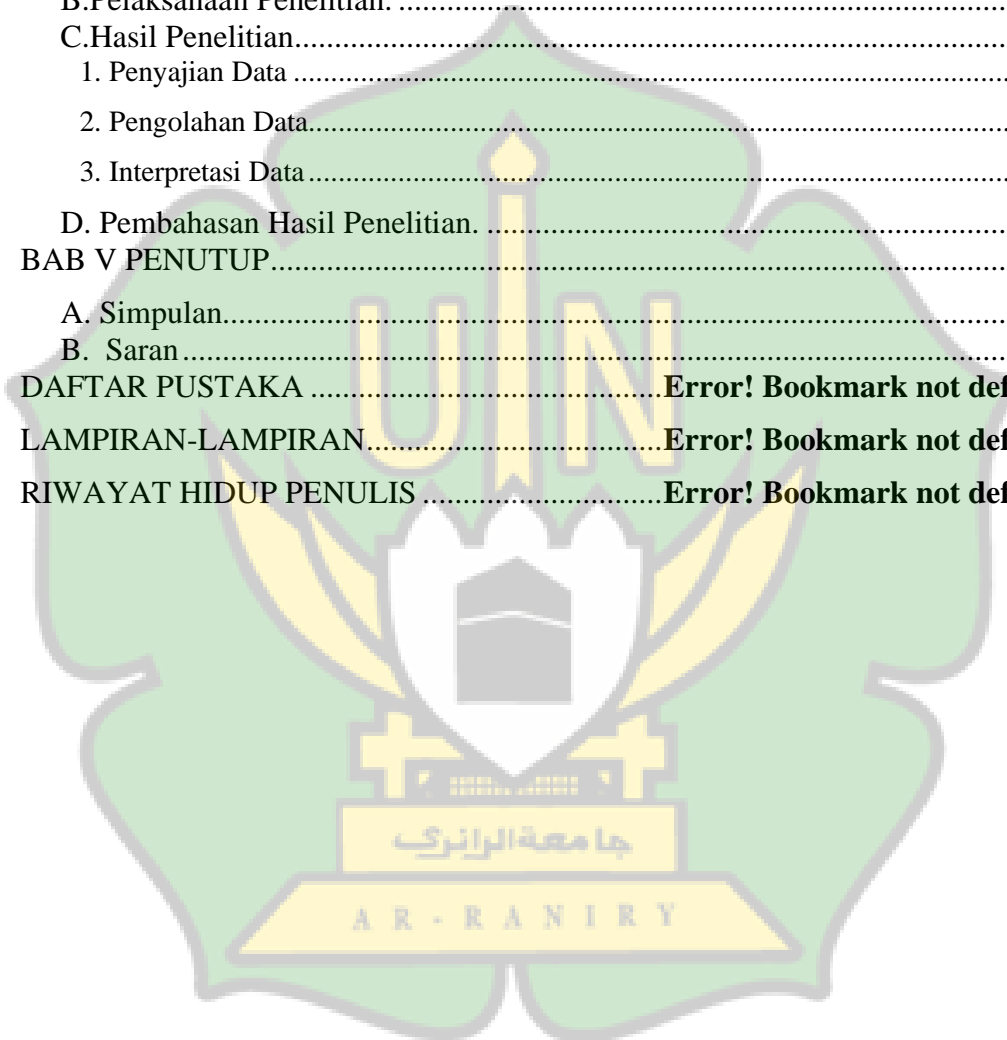 B.Pelaksanaan Penelitian. ........................................................................
C.Hasil Penelitian........................................................................................
1. Penyajian Data ........................................................................................
2. Pengolahan Data......................................................................................
3. Interpretasi Data ......................................................................................
D. Pembahasan Hasil Penelitian. ................................................................
BAB V PENUTUP..........................................................................................
A. Simpulan.................................................................................................
B. Saran .......................................................................................................
DAFTAR PUSTAKA ............................................Error! Bookmark not def
LAMPIRAN-LAMPIRAN.....................................Error! Bookmark not def
RIWAYAT HIDUP PENULIS ..............................Error! Bookmark not def
UIN
جامعة الرانري
AR - RANIRY